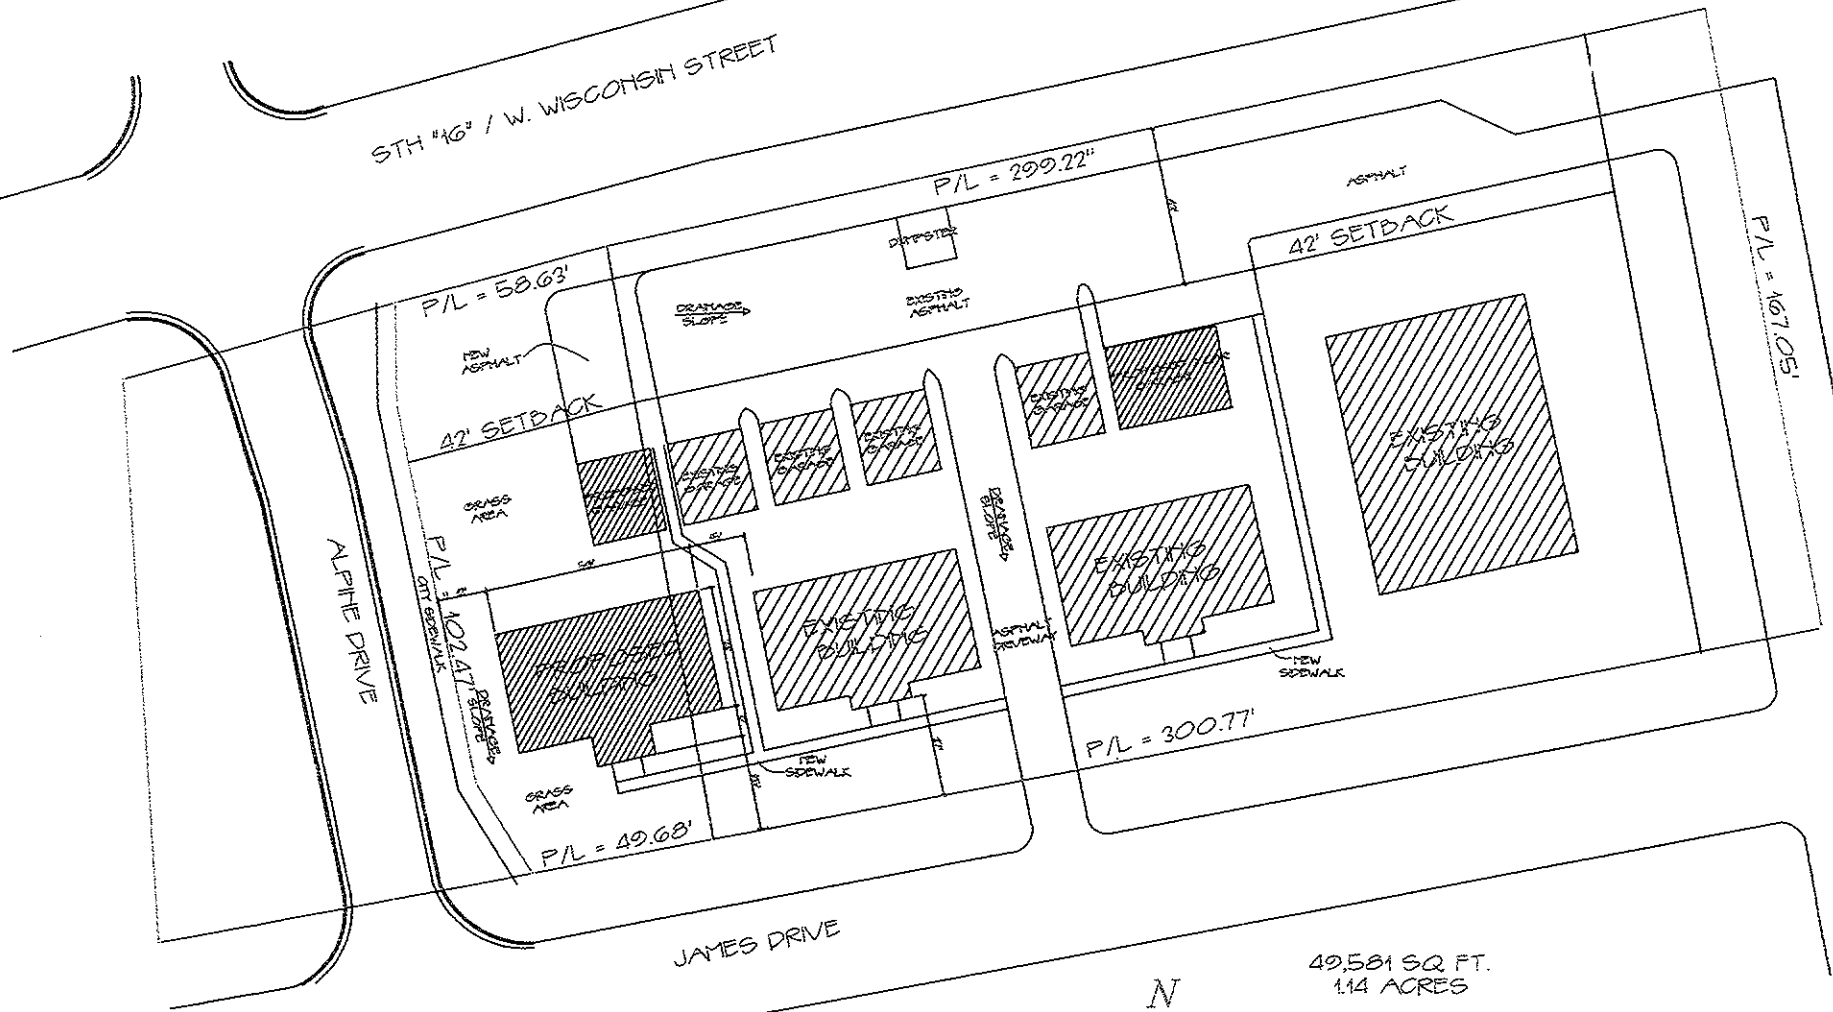 STH "16" / W. WISCONSIN STREET
P/L = 299.22"
ASPHALT
42' SETBACK
P/L = 167.05'
DUMPSTER
P/L = 58.63'
DRAINAGE
SLOPE
EXISTING
ASPHALT
NEW
ASPHALT
42' SETBACK
EXISTING
GARAGE
EXISTING
GARAGE
EXISTING
GARAGE
EXISTING
GARAGE
EXISTING
BUILDING
GRASS
AREA
DRAINAGE
SLOPE
ALPINE DRIVE
CITY SIDEWALK
P/L = 102.47'
EXISTING
BUILDING
EXISTING
BUILDING
PROPOSED
BUILDING
ASPHALT
DRIVEWAY
NEW
SIDEWALK
DRAINAGE
SLOPE
NEW
SIDEWALK
P/L = 300.77'
GRASS
AREA
P/L = 49.68'
JAMES DRIVE
N
49,581 SQ FT.
1.14 ACRES